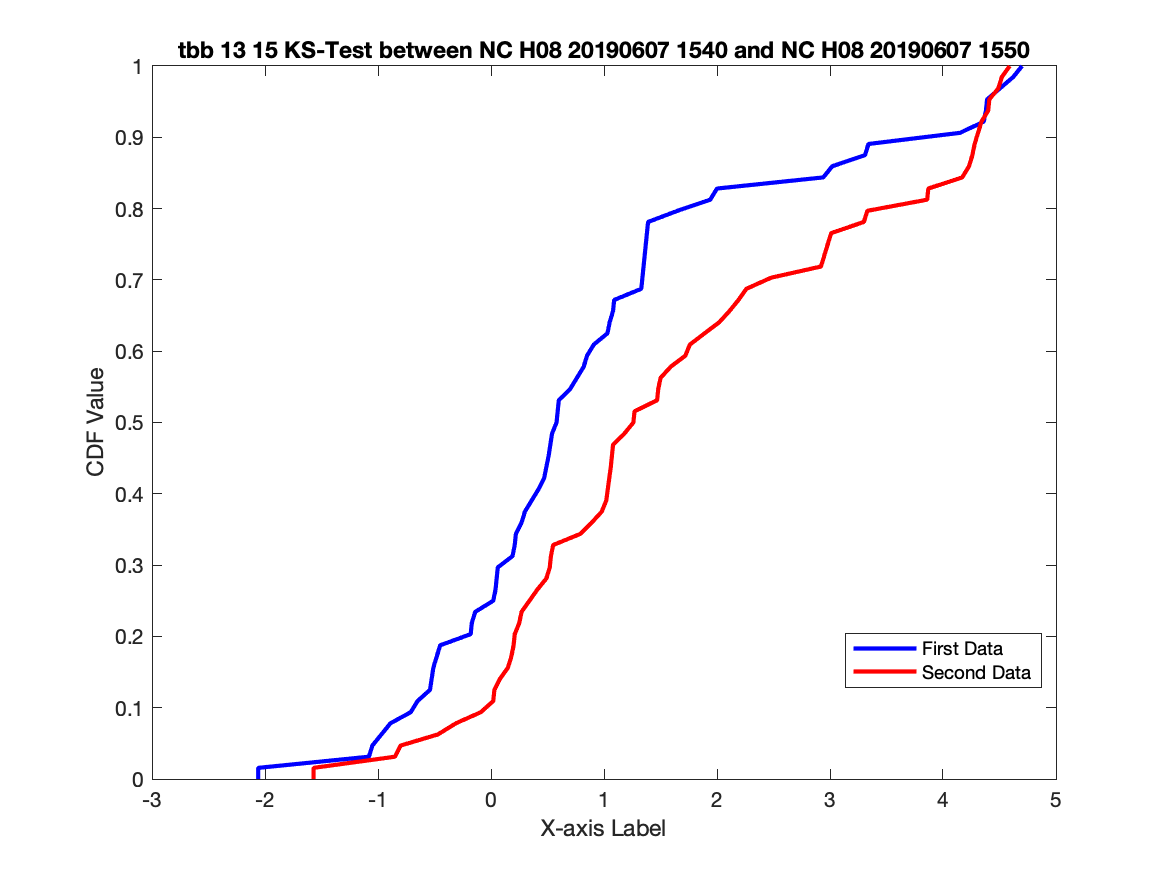 tbb 13 15 KS-Test between NC H08 20190607 1540 and NC H08 20190607 1550
1
0.9
0.8
0.7
0.6
0.5
0.4
0.3
0.2
0.1
0
CDF Value
First Data
Second Data
-3 -2 -1 0 1 2 3 4 5
X-axis Label